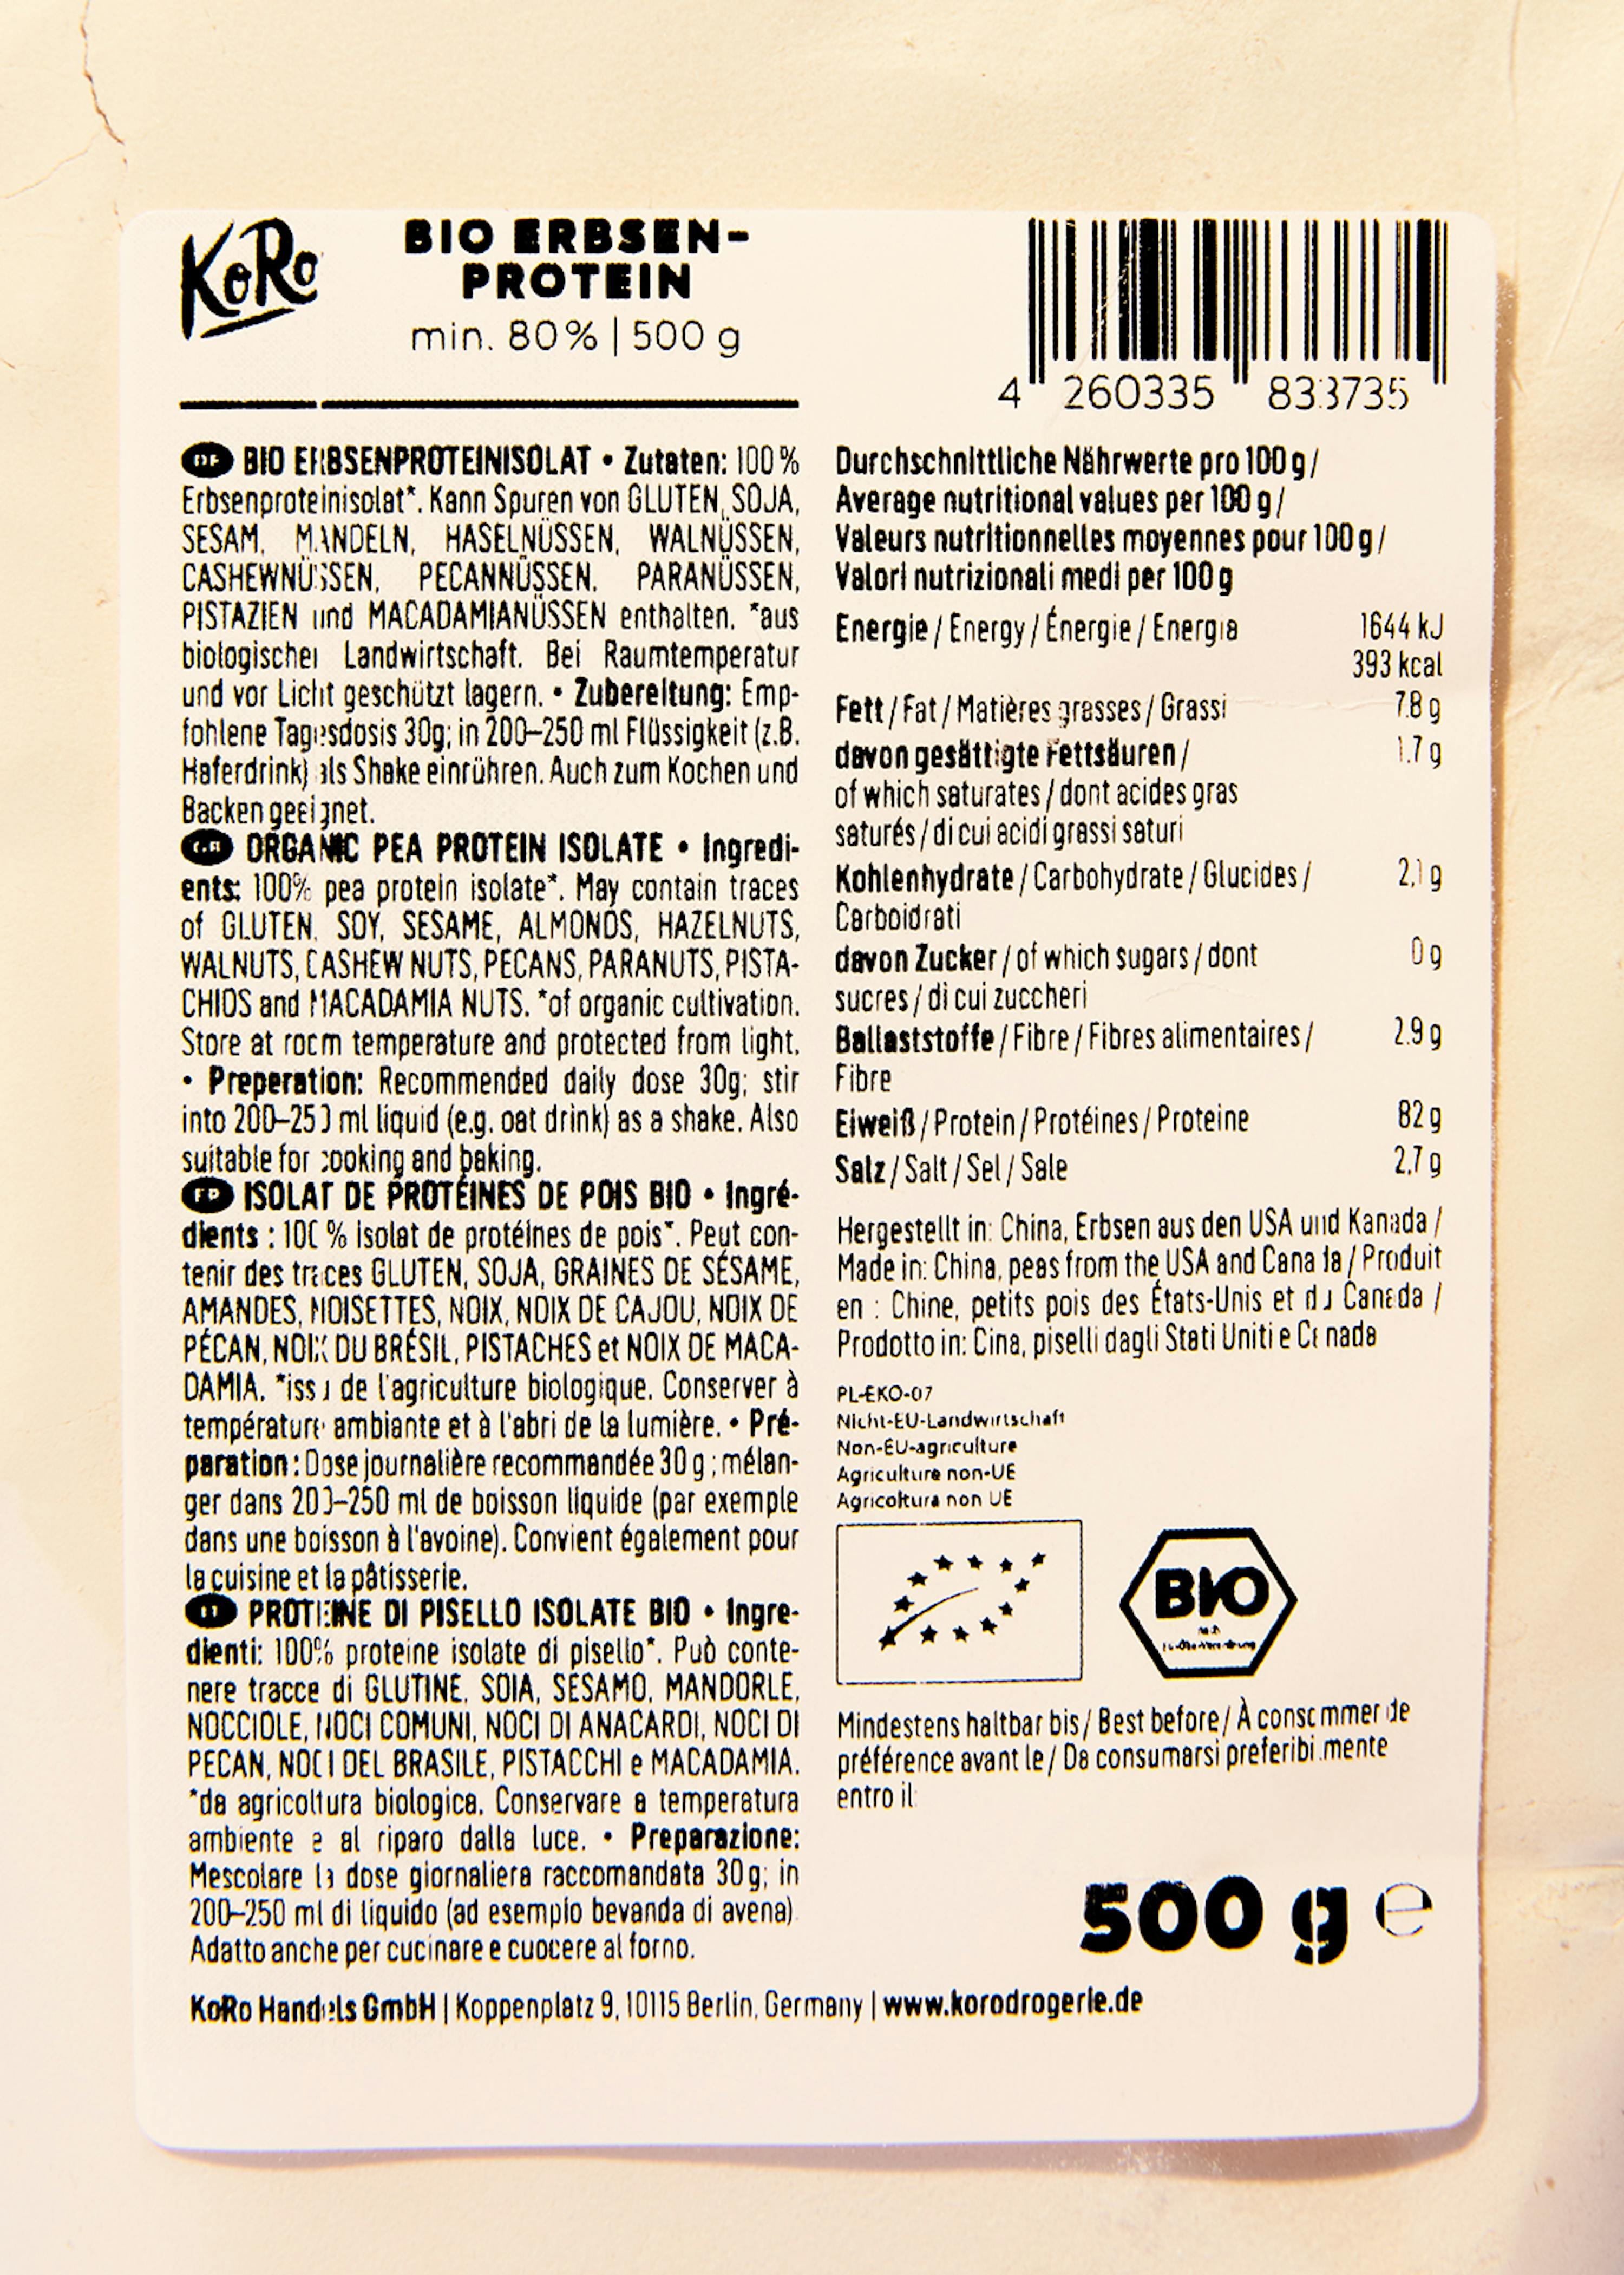 KoRo
BIO ERBSEN-
PROTEIN
min. 80% | 500 g
4 260335 833735
DE BIO ERBSENPROTEINISOLAT • Zutaten: 100 %
Erbsenproteinisolat*. Kann Spuren von GLUTEN, SOJA,
SESAM, MANDELN, HASELNÜSSEN, WALNÜSSEN,
CASHEWNÜSSEN, PECANNÜSSEN, PARANÜSSEN,
PISTAZIEN und MACADAMIANÜSSEN enthalten. *aus
biologischer Landwirtschaft. Bei Raumtemperatur
und vor Licht geschützt lagern. • Zubereitung: Emp-
fohlene Tagesdosis 30g; in 200–250 ml Flüssigkeit (z.B.
Haferdrink) als Shake einrühren. Auch zum Kochen und
Backen geeignet.
GB ORGANIC PEA PROTEIN ISOLATE • Ingredi-
ents: 100% pea protein isolate*. May contain traces
of GLUTEN, SOY, SESAME, ALMONDS, HAZELNUTS,
WALNUTS, CASHEW NUTS, PECANS, PARANUTS, PISTA-
CHIOS and MACADAMIA NUTS. *of organic cultivation.
Store at room temperature and protected from light.
• Preperation: Recommended daily dose 30g; stir
into 200–250 ml liquid (e.g. oat drink) as a shake. Also
suitable for cooking and baking.
FR ISOLAT DE PROTÉINES DE POIS BIO • Ingré-
dients : 100 % isolat de protéines de pois*. Peut con-
tenir des traces GLUTEN, SOJA, GRAINES DE SÉSAME,
AMANDES, NOISETTES, NOIX, NOIX DE CAJOU, NOIX DE
PÉCAN, NOIX DU BRÉSIL, PISTACHES et NOIX DE MACA-
DAMIA. *issu de l'agriculture biologique. Conserver à
température ambiante et à l'abri de la lumière. • Pré-
paration : Dose journalière recommandée 30 g ; mélan-
ger dans 200–250 ml de boisson liquide (par exemple
dans une boisson à l'avoine). Convient également pour
la cuisine et la pâtisserie.
IT PROTEINE DI PISELLO ISOLATE BIO • Ingre-
dienti: 100% proteine isolate di pisello*. Può conte-
nere tracce di GLUTINE, SOIA, SESAMO, MANDORLE,
NOCCIOLE, NOCI COMUNI, NOCI DI ANACARDI, NOCI DI
PECAN, NOCI DEL BRASILE, PISTACCHI e MACADAMIA.
*da agricoltura biologica. Conservare a temperatura
ambiente e al riparo dalla luce. • Preparazione:
Mescolare la dose giornaliera raccomandata 30 g; in
200–250 ml di liquido (ad esempio bevanda di avena).
Adatto anche per cucinare e cuocere al forno.
Durchschnittliche Nährwerte pro 100 g /
Average nutritional values per 100 g /
Valeurs nutritionnelles moyennes pour 100 g /
Valori nutrizionali medi per 100 g
Energie / Energy / Énergie / Energia 1644 kJ
393 kcal
Fett / Fat / Matières grasses / Grassi 7.8 g
davon gesättigte Fettsäuren / 1.7 g
of which saturates / dont acides gras
saturés / di cui acidi grassi saturi
Kohlenhydrate / Carbohydrate / Glucides / 2,1 g
Carboidrati
davon Zucker / of which sugars / dont 0 g
sucres / di cui zuccheri
Ballaststoffe / Fibre / Fibres alimentaires / 2.9 g
Fibre
Eiweiß / Protein / Protéines / Proteine 82 g
Salz / Salt / Sel / Sale 2,7 g
Hergestellt in: China, Erbsen aus den USA und Kanada /
Made in: China, peas from the USA and Canada / Produit
en : Chine, petits pois des États-Unis et du Canada /
Prodotto in: Cina, piselli dagli Stati Uniti e Canada
PL-EKO-07
Nicht-EU-Landwirtschaft
Non-EU-agriculture
Agriculture non-UE
Agricoltura non UE
BIO
nach
EG-Öko-Verordnung
Mindestens haltbar bis / Best before / À consommer de
préférence avant le / Da consumarsi preferibilmente
entro il:
500 g e
KoRo Handels GmbH | Koppenplatz 9, 10115 Berlin, Germany | www.korodrogerie.de